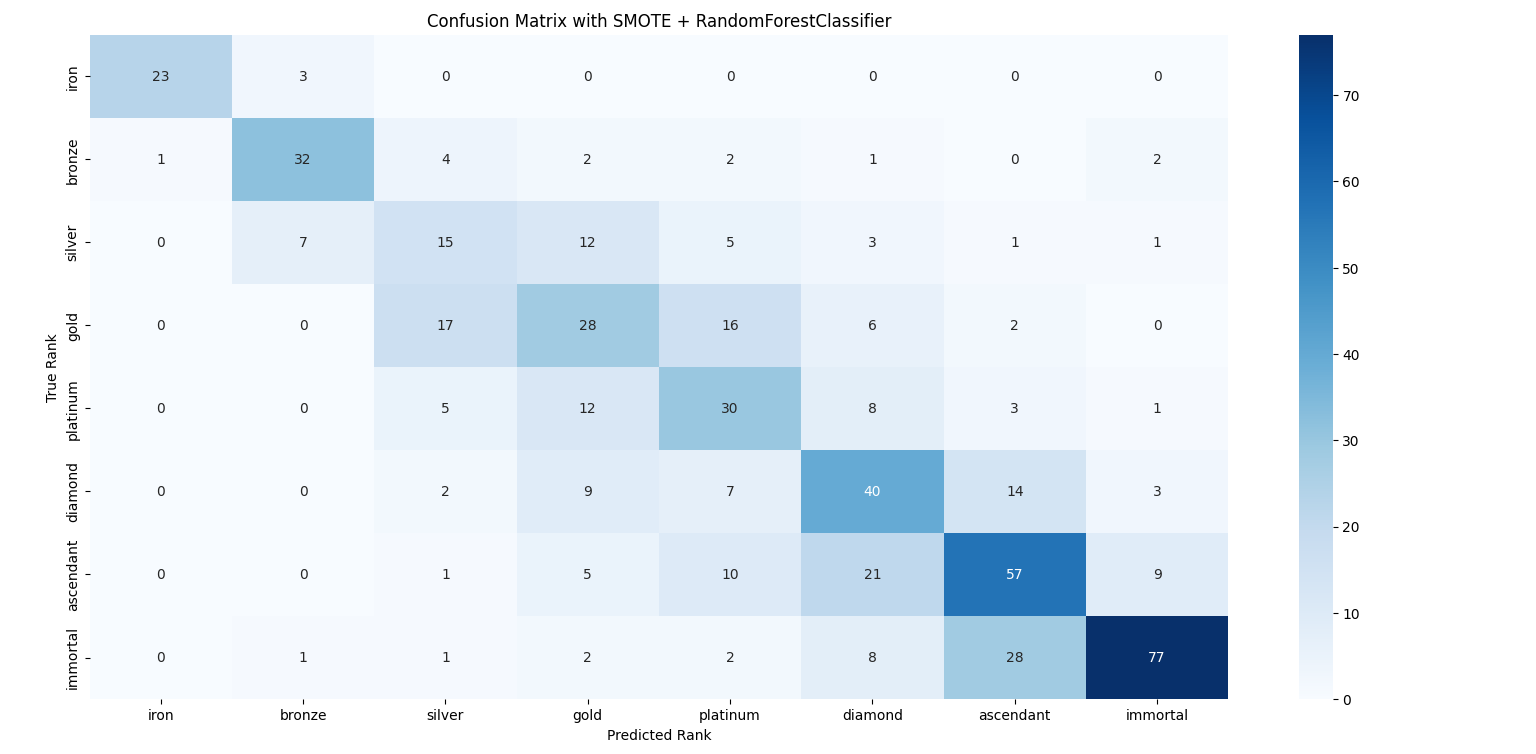 Confusion Matrix with SMOTE + RandomForestClassifier
True Rank
iron 23 3 0 0 0 0 0 0
bronze 1 32 4 2 2 1 0 2
silver 0 7 15 12 5 3 1 1
gold 0 0 17 28 16 6 2 0
platinum 0 0 5 12 30 8 3 1
diamond 0 0 2 9 7 40 14 3
ascendant 0 0 1 5 10 21 57 9
immortal 0 1 1 2 2 8 28 77
iron bronze silver gold platinum diamond ascendant immortal
Predicted Rank
70
60
50
40
30
20
10
0